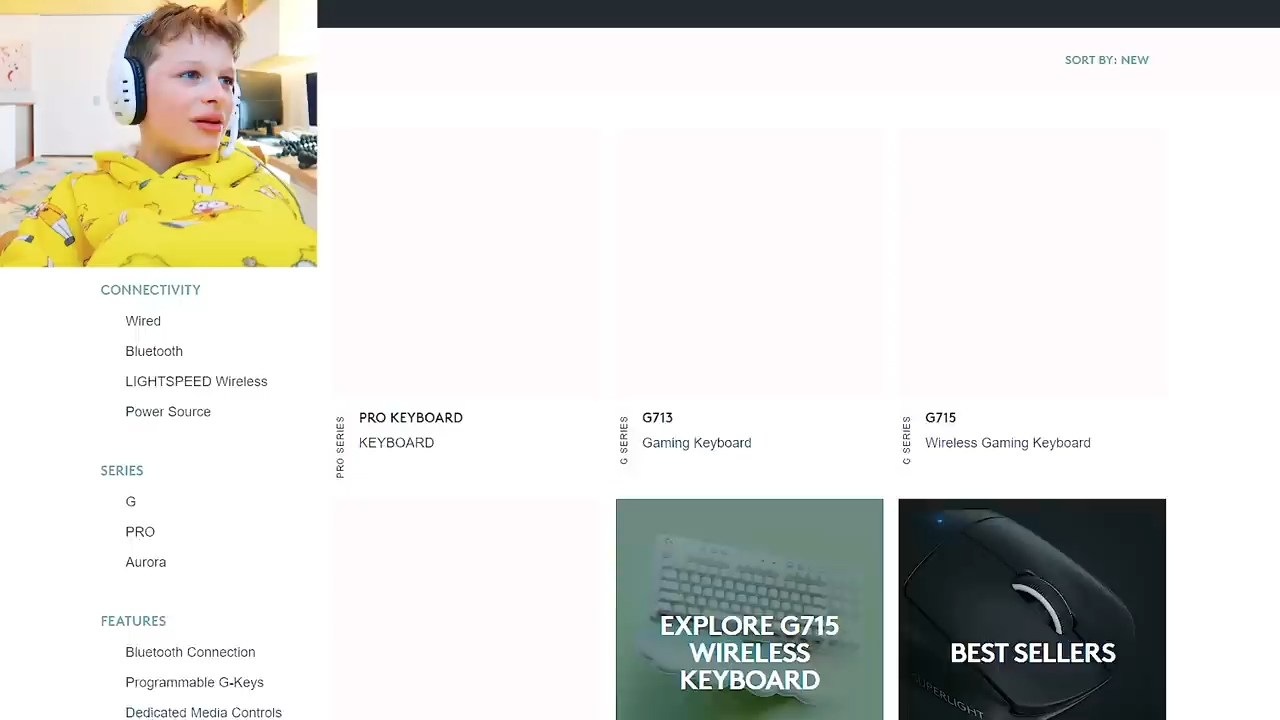 SORT BY: NEW
CONNECTIVITY
Wired
Bluetooth
LIGHTSPEED Wireless
Power Source
SERIES
G
PRO
Aurora
FEATURES
Bluetooth Connection
Programmable G-Keys
Dedicated Media Controls
PRO SERIES
PRO KEYBOARD
KEYBOARD
G SERIES
G713
Gaming Keyboard
G SERIES
G715
Wireless Gaming Keyboard
EXPLORE G715
WIRELESS
KEYBOARD
BEST SELLERS
SUPERLIGHT